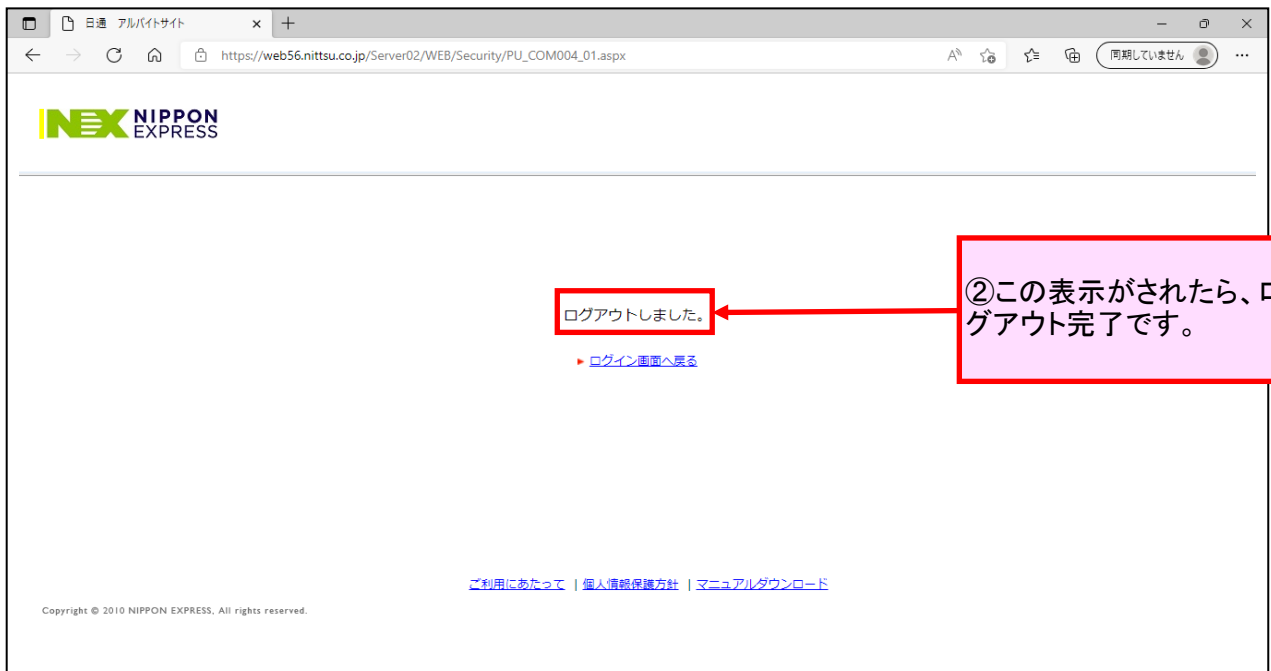 日通 アルバイトサイト
https://web56.nittsu.co.jp/Server02/WEB/Security/PU_COM004_01.aspx
同期していません
NEX NIPPON
EXPRESS
②この表示がされたら、ロ
グアウト完了です。
ログアウトしました。
ログイン画面へ戻る
ご利用にあたって | 個人情報保護方針 | マニュアルダウンロード
Copyright © 2010 NIPPON EXPRESS, All rights reserved.